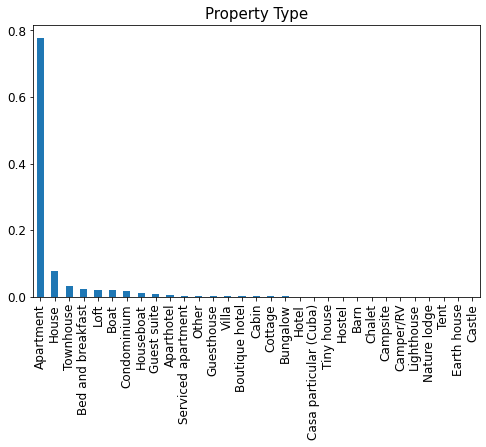 Property Type
0.8
0.6
0.4
0.2
0.0
Apartment
House
Townhouse
Bed and breakfast
Loft
Boat
Condominium
Houseboat
Guest suite
Aparthotel
Serviced apartment
Other
Guesthouse
Villa
Boutique hotel
Cabin
Cottage
Bungalow
Hotel
Casa particular (Cuba)
Tiny house
Hostel
Barn
Chalet
Campsite
Camper/RV
Lighthouse
Nature lodge
Tent
Earth house
Castle